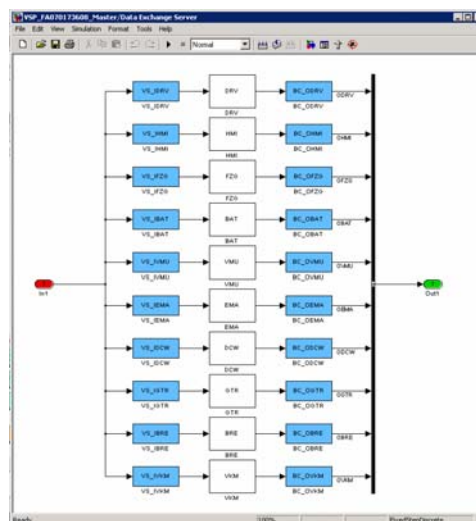 VSP_FA070173608_Master/Data Exchange Server
File Edit View Simulation Format Tools Help
Normal
VS_IDRV DRV BC_ODRV ODRV
VS_IDRV DRV BC_ODRV
VS_IHMI HMI BC_OHMI OHMI
VS_IHMI HMI BC_OHMI
VS_IFZG FZG BC_OFZG OFZG
VS_IFZG FZG BC_OFZG
VS_IBAT BAT BC_OBAT OBAT
VS_IBAT BAT BC_OBAT
VS_IVMU VMU BC_OVMU OVMU
VS_IVMU VMU BC_OVMU
In1 Out1
VS_IEMA EMA BC_OEMA OEMA
VS_IEMA EMA BC_OEMA
VS_IDCW DCW BC_ODCW ODCW
VS_IDCW DCW BC_ODCW
VS_IGTR GTR BC_OGTR OGTR
VS_IGTR GTR BC_OGTR
VS_IBRE BRE BC_OBRE OBRE
VS_IBRE BRE BC_OBRE
VS_IVKM VKM BC_OVKM OVKM
VS_IVKM VKM BC_OVKM
Ready 100% FixedStepDiscrete